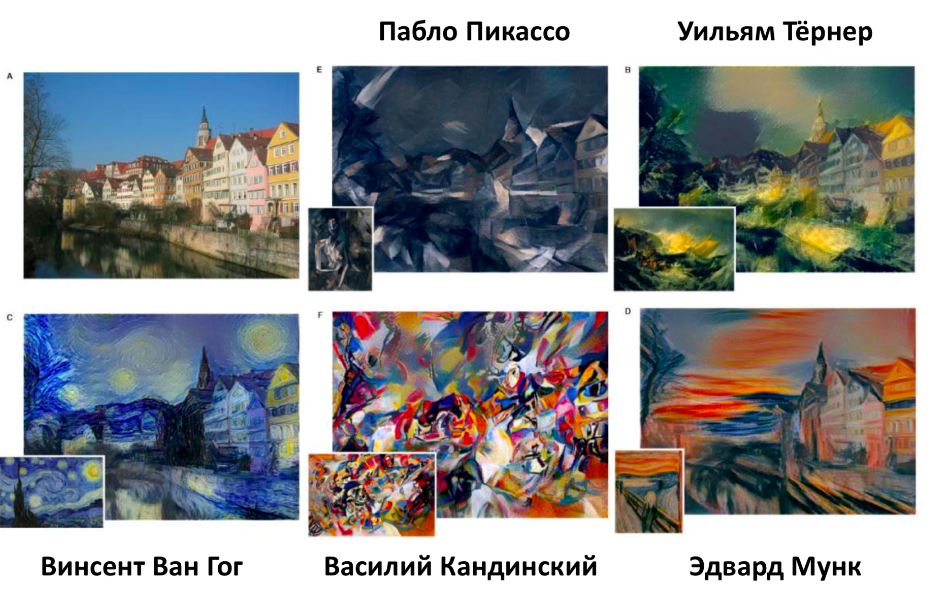 Пабло Пикассо
Уильям Тёрнер
A
E
B
C
F
D
Винсент Ван Гог
Василий Кандинский
Эдвард Мунк